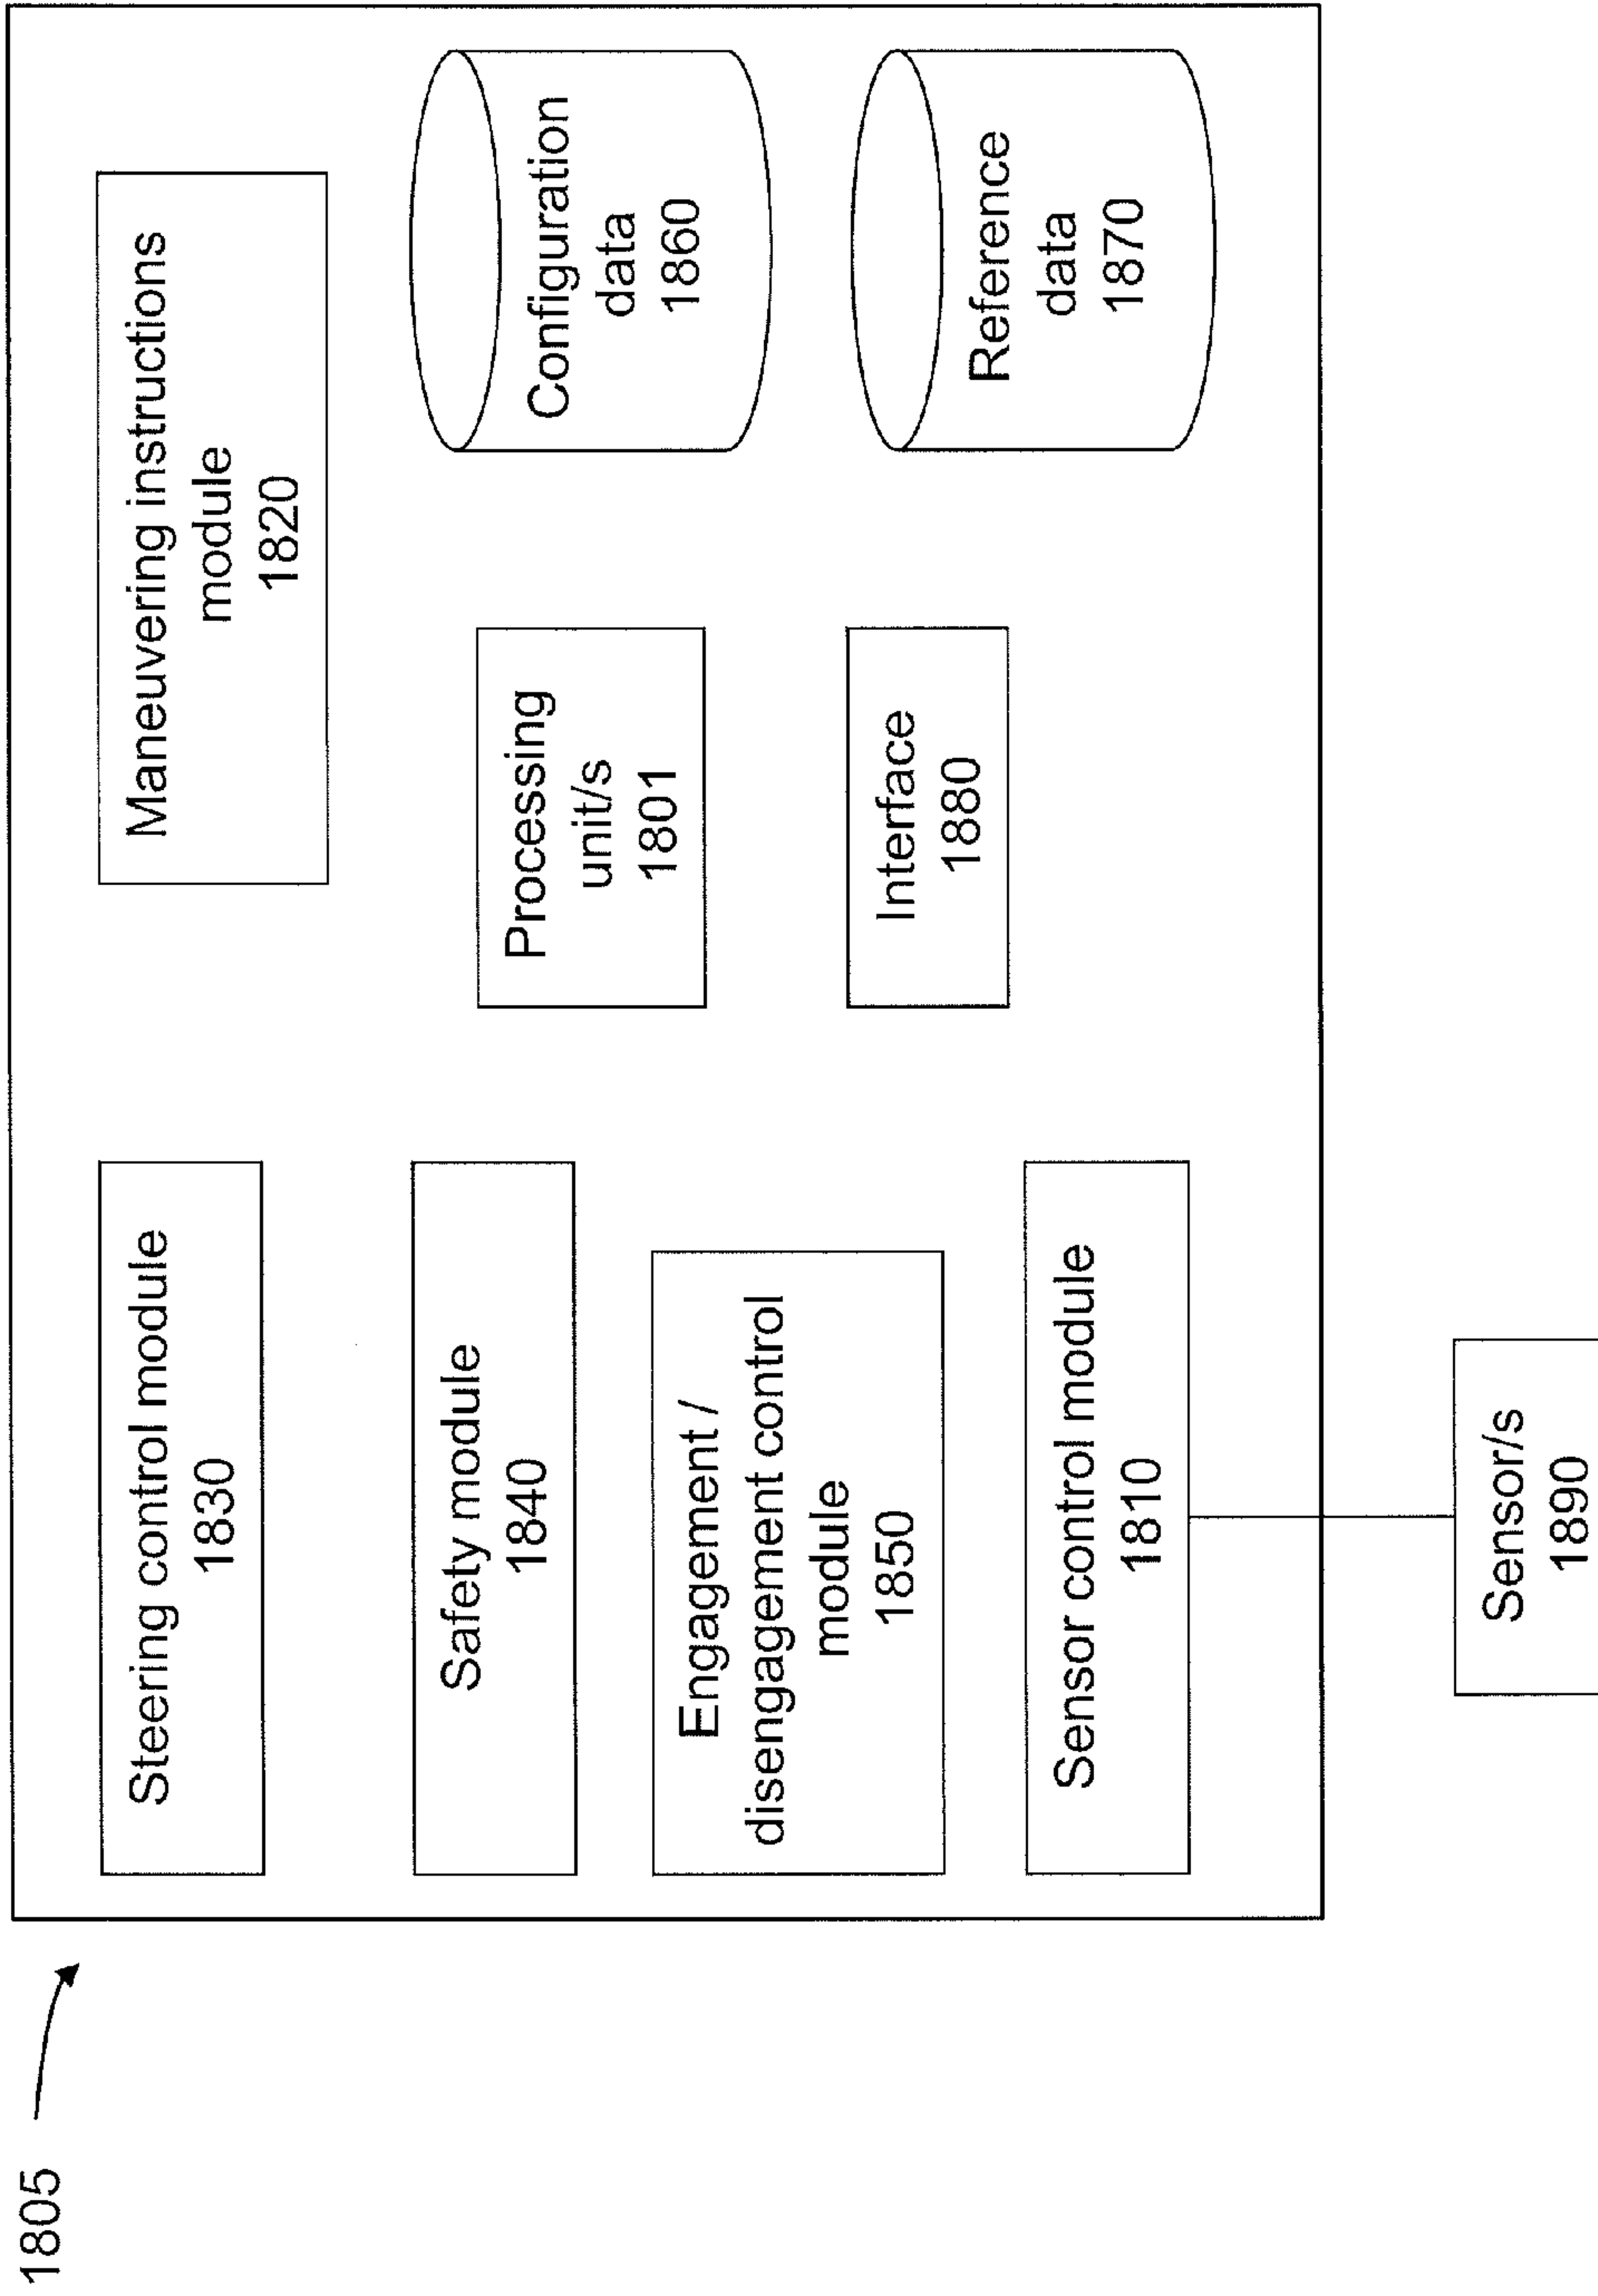 1805
Steering control module
1830
Maneuvering instructions
module
1820
Safety module
1840
Processing
unit/s
1801
Configuration
data
1860
Engagement /
disengagement control
module
1850
Interface
1880
Reference
data
1870
Sensor control module
1810
Sensor/s
1890